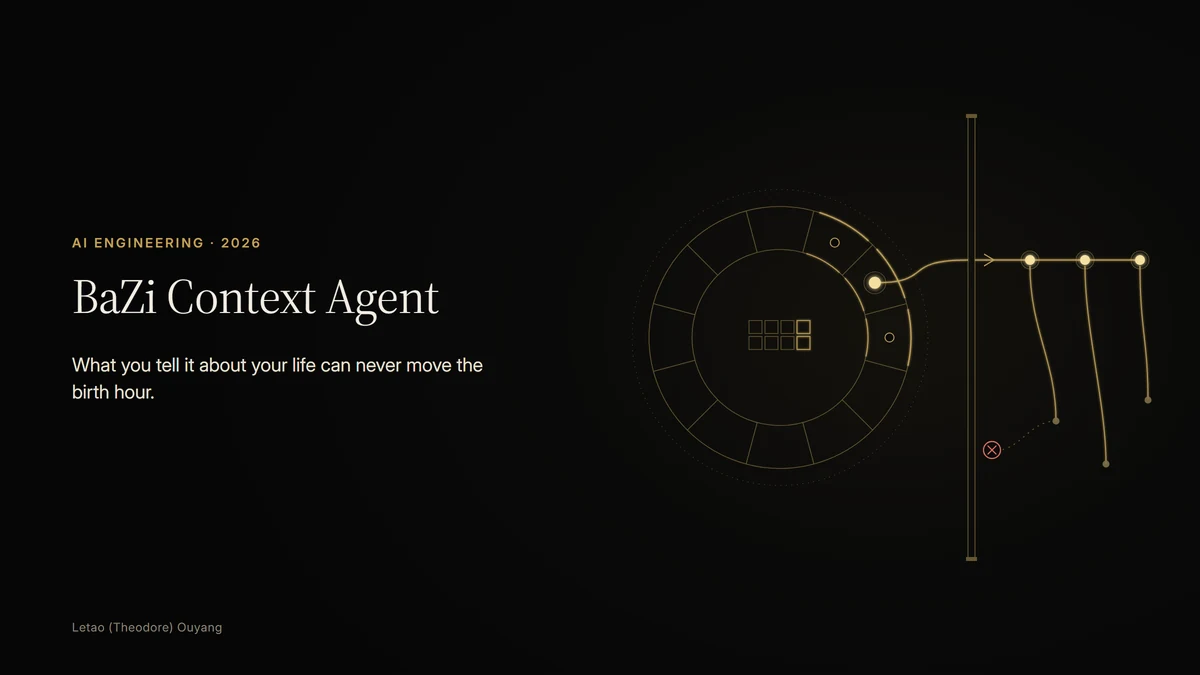 AI ENGINEERING · 2026
BaZi Context Agent
What you tell it about your life can never move the
birth hour.
Letao (Theodore) Ouyang